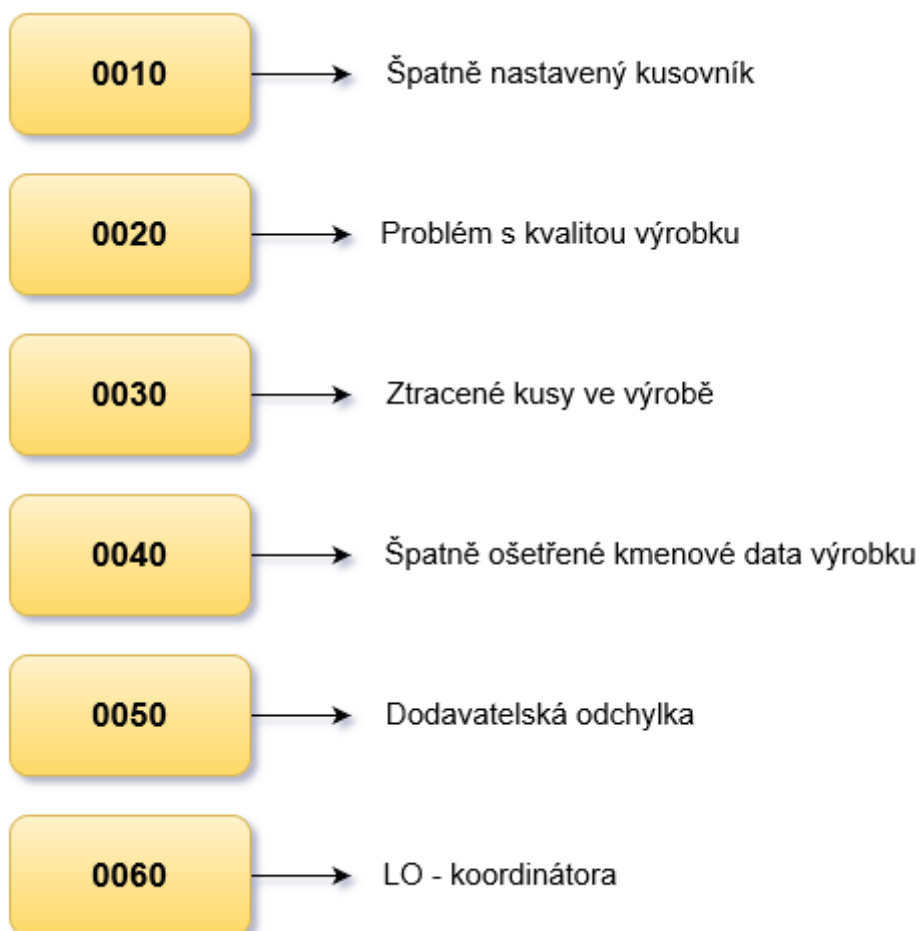 0010 Špatně nastavený kusovník
0020 Problém s kvalitou výrobku
0030 Ztracené kusy ve výrobě
0040 Špatně ošetřené kmenové data výrobku
0050 Dodavatelská odchylka
0060 LO - koordinátora